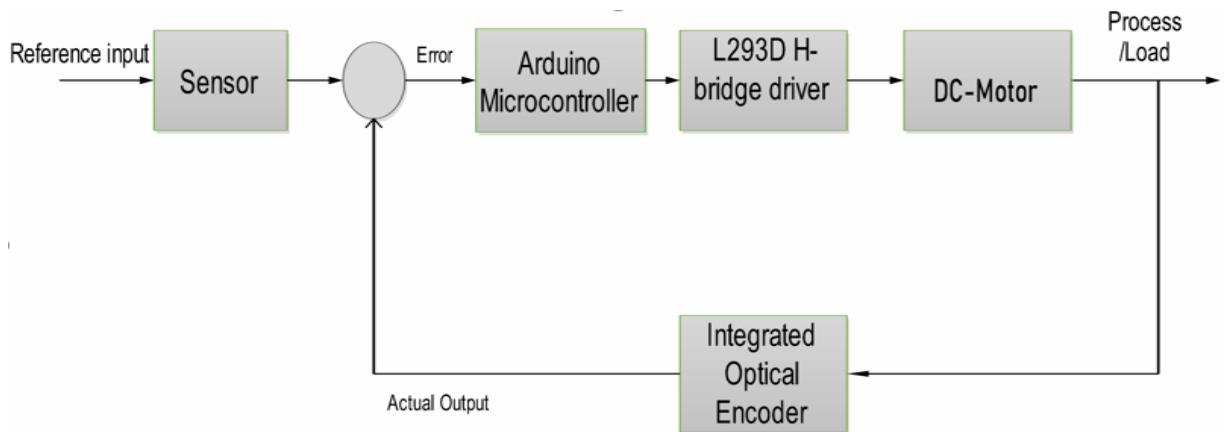 Reference input
Sensor
Error
Arduino
Microcontroller
L293D H-
bridge driver
DC-Motor
Process
/Load
Integrated
Optical
Encoder
Actual Output